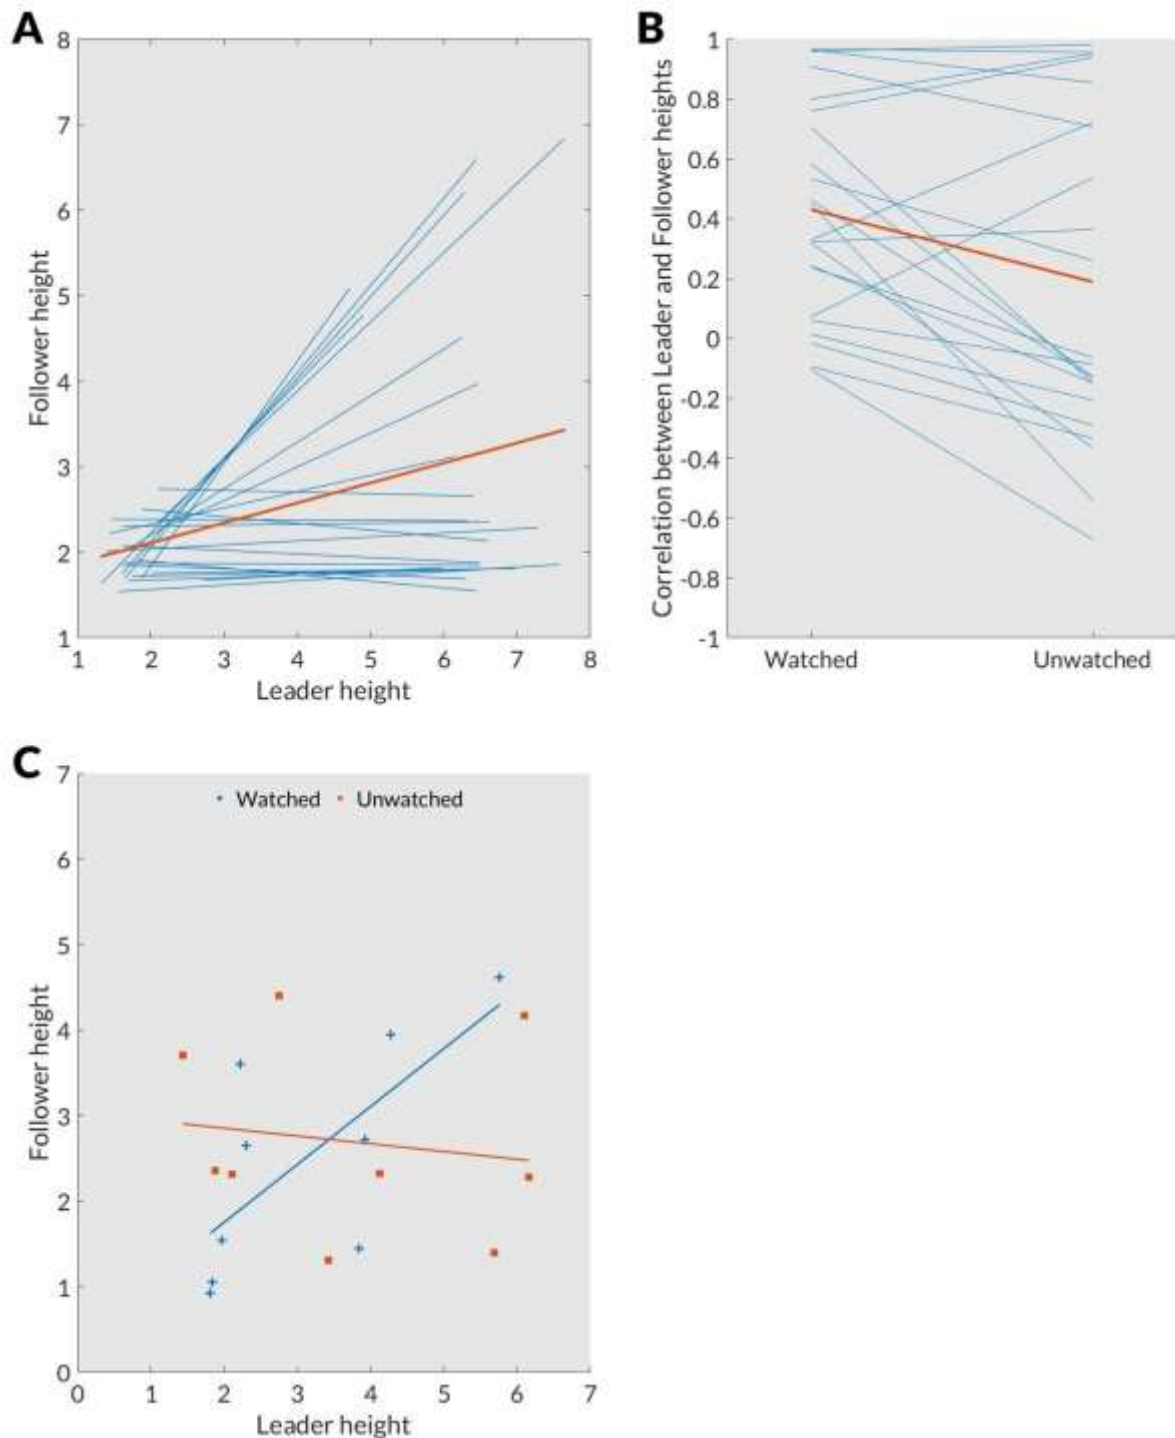 A
8
7
6
5
4
3
2
1
Follower height
1 2 3 4 5 6 7 8
Leader height
B
1
0.8
0.6
0.4
0.2
0
-0.2
-0.4
-0.6
-0.8
-1
Correlation between Leader and Follower heights
Watched Unwatched
C
7
6
5
4
3
2
1
0
Follower height
Watched Unwatched
0 1 2 3 4 5 6 7
Leader height